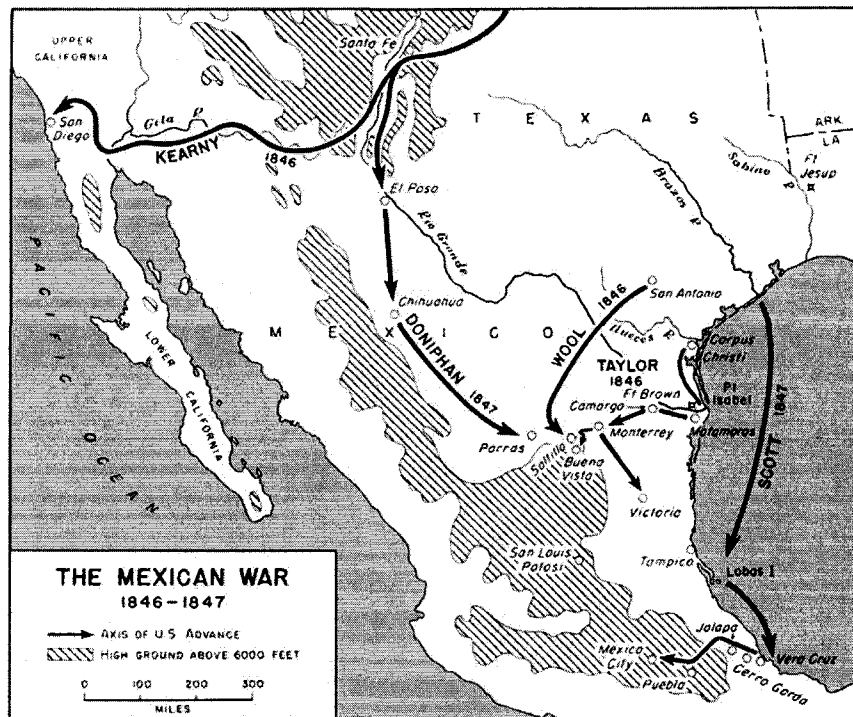 UPPER
CALIFORNIA
Santa Fé
T E X A S
San
Diego
Gila R
KEARNY
1846
ARK.
LA
Ft
Jesup
Sabine R
Brazos R
El Paso
Rio Grande
San Antonio
1846
WOOL
Nueces R
Chihuahua
M E X I C O
DONIPHAN
1847
TAYLOR
1846
Corpus
Christi
Pt
Isabel
Ft Brown
Camargo
Matamoros
Monterrey
Parras
Saltillo
Buena
Vista
Victoria
1847
SCOTT
PACIFIC
OCEAN
LOWER
CALIFORNIA
San Louis
Potosi
Tampico
Lobos I
Jalapa
Mexico
City
Puebla
Cerro Gordo
Vera Cruz
THE MEXICAN WAR
1846–1847
AXIS OF U.S. ADVANCE
HIGH GROUND ABOVE 6000 FEET
0 100 200 300
MILES